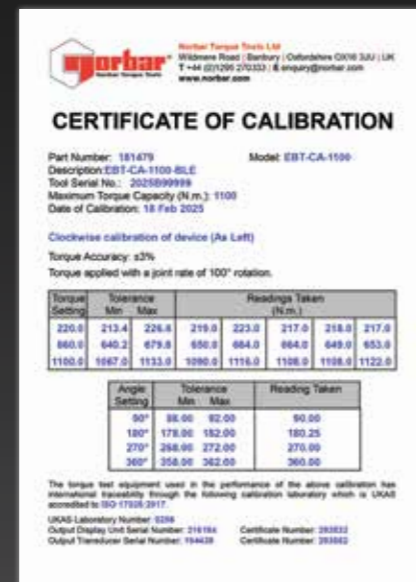 norbar
Norbar Torque Tools
Norbar Torque Tools Ltd
Wildmere Road | Banbury | Oxfordshire OX16 3JU | UK
T +44 (0)1295 270333 | E enquiry@norbar.com
www.norbar.com
CERTIFICATE OF CALIBRATION
Part Number: 181479 Model: EBT-CA-1100
Description: EBT-CA-1100-BLE
Tool Serial No.: 2025B99999
Maximum Torque Capacity (N.m.): 1100
Date of Calibration: 18 Feb 2025
Clockwise calibration of device (As Left)
Torque Accuracy: ±3%
Torque applied with a joint rate of 100° rotation.
Torque Setting Tolerance Min Max Readings Taken (N.m.)
220.0 213.4 226.6 219.0 223.0 217.0 218.0 217.0
660.0 640.2 679.8 650.0 664.0 664.0 649.0 653.0
1100.0 1067.0 1133.0 1090.0 1116.0 1108.0 1108.0 1122.0
Angle Setting Tolerance Min Max Reading Taken
90° 88.00 92.00 90.00
180° 178.00 182.00 180.25
270° 268.00 272.00 270.00
360° 358.00 362.00 360.00
The torque test equipment used in the performance of the above calibration has
international traceability through the following calibration laboratory which is UKAS
accredited to ISO 17025:2017.
UKAS Laboratory Number: 0256
Output Display Unit Serial Number: Certificate Number:
Output Transducer Serial Number: Certificate Number: